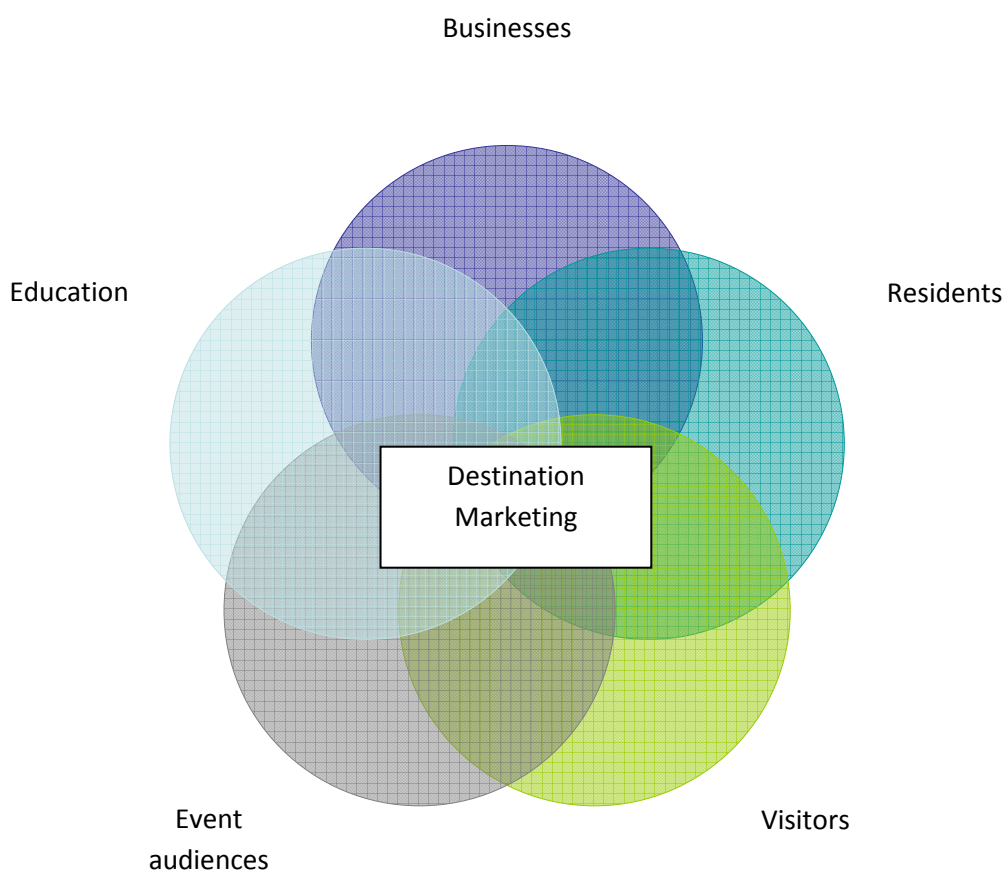 Businesses
Education
Residents
Destination
Marketing
Event
audiences
Visitors